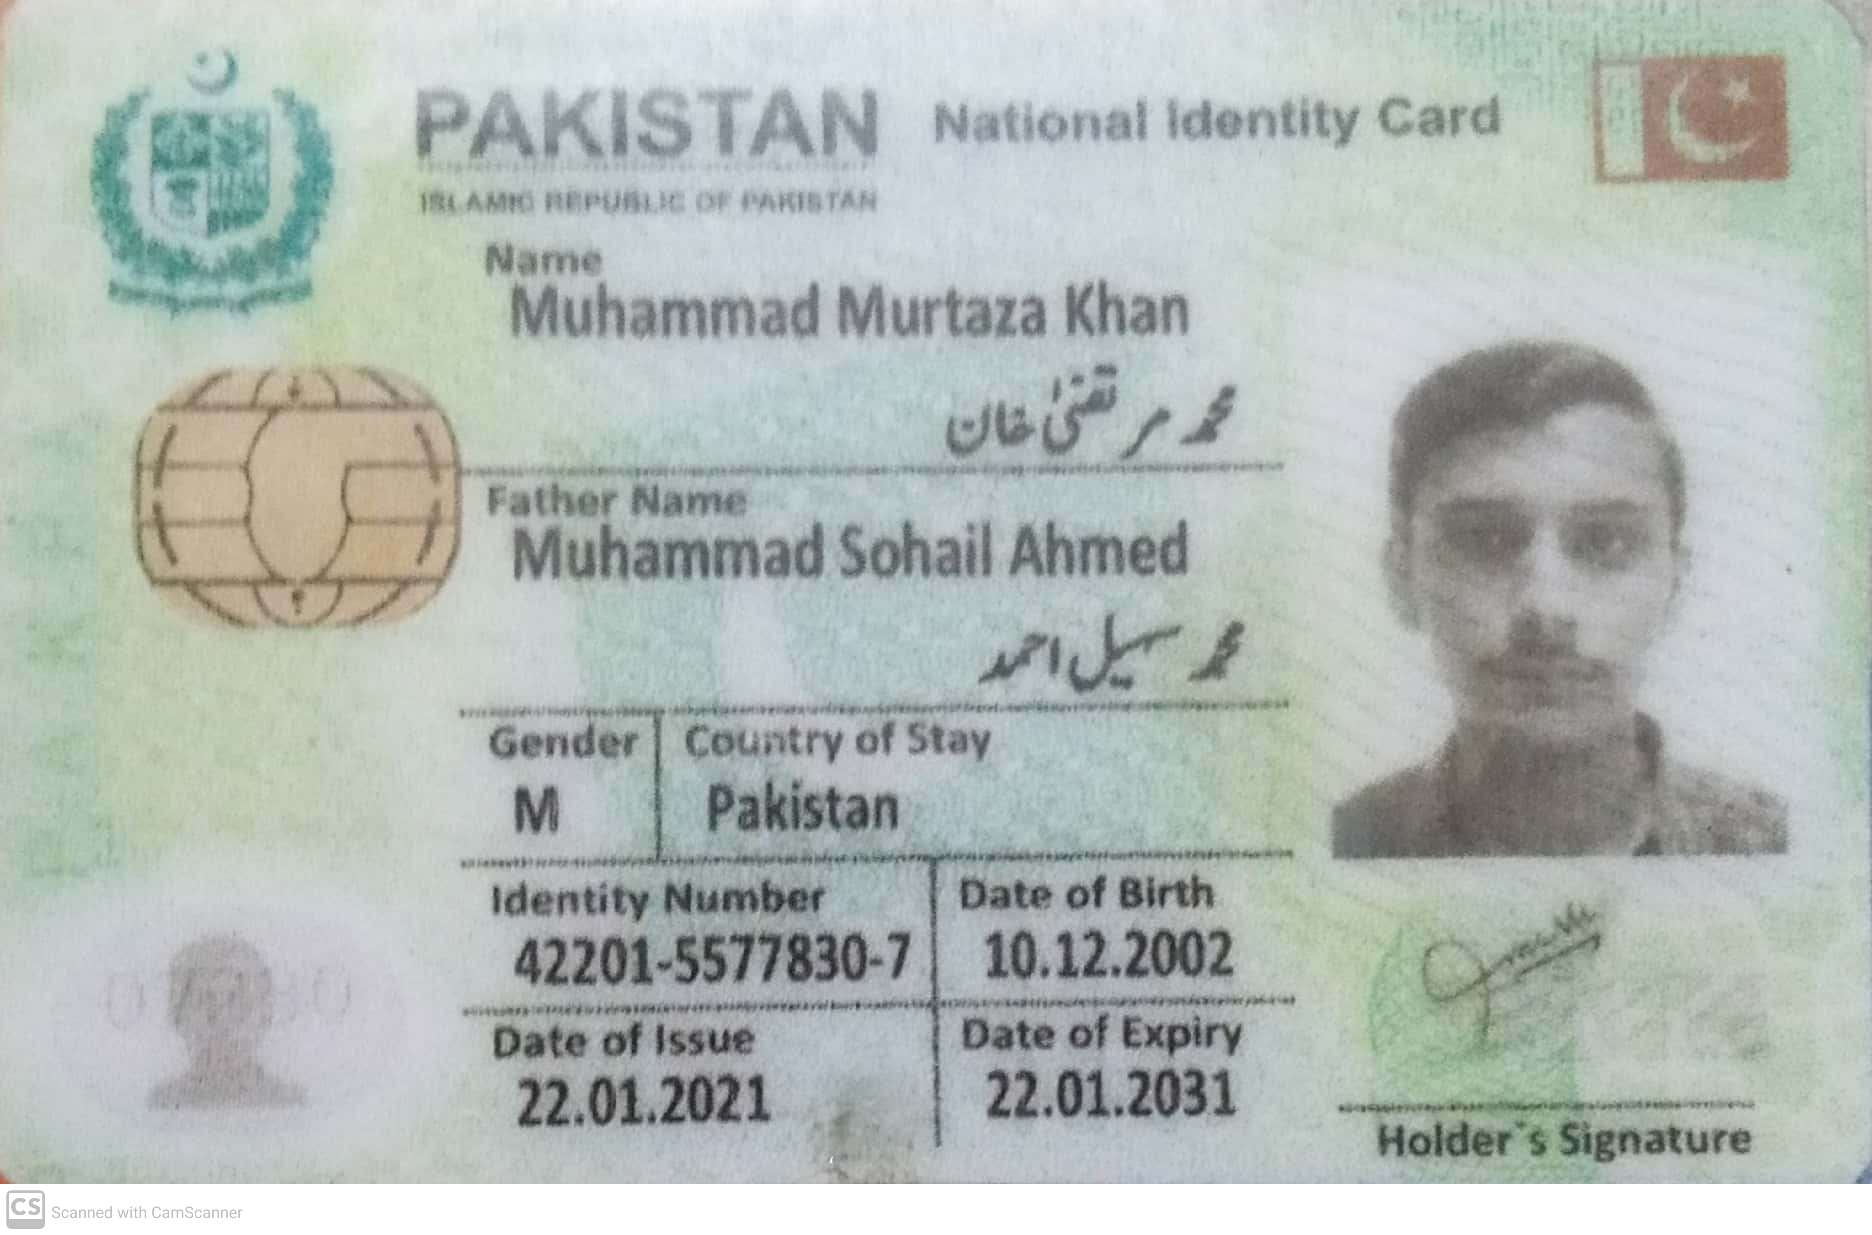 PAKISTAN National Identity Card
ISLAMIC REPUBLIC OF PAKISTAN
Name
Muhammad Murtaza Khan
محمد مرتضیٰ خان
Father Name
Muhammad Sohail Ahmed
محمد سہیل احمد
Gender Country of Stay
M Pakistan
Identity Number Date of Birth
42201-5577830-7 10.12.2002
Date of Issue Date of Expiry
22.01.2021 22.01.2031
Holder`s Signature
CS Scanned with CamScanner